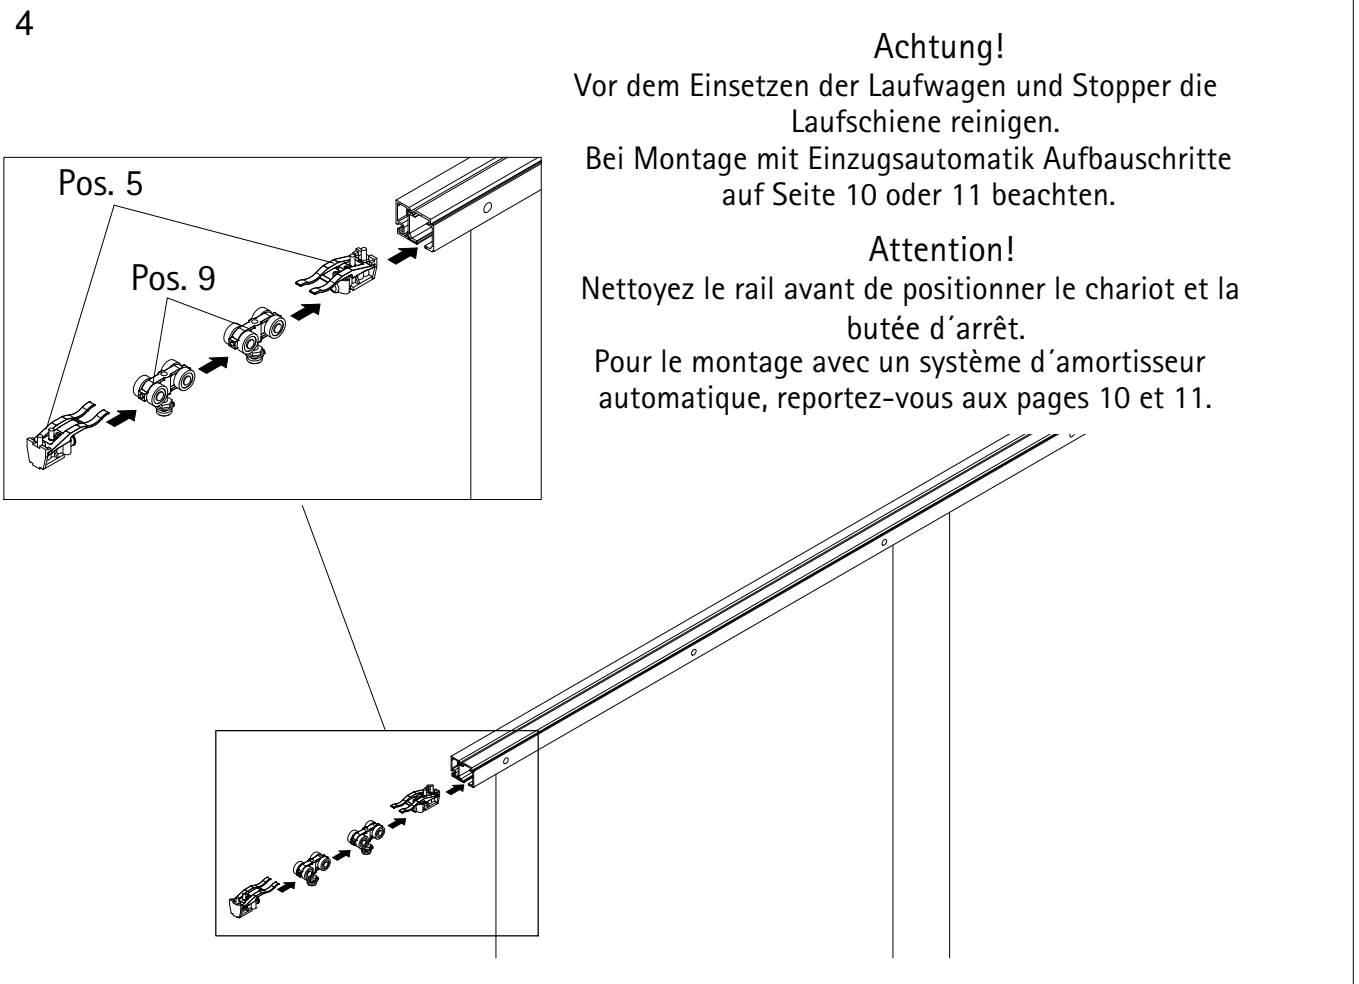 4
Achtung!
Vor dem Einsetzen der Laufwagen und Stopper die
Laufschiene reinigen.
Bei Montage mit Einzugsautomatik Aufbauschritte
auf Seite 10 oder 11 beachten.
Attention!
Nettoyez le rail avant de positionner le chariot et la
butée d´arrêt.
Pour le montage avec un système d´amortisseur
automatique, reportez-vous aux pages 10 et 11.
Pos. 5
Pos. 9